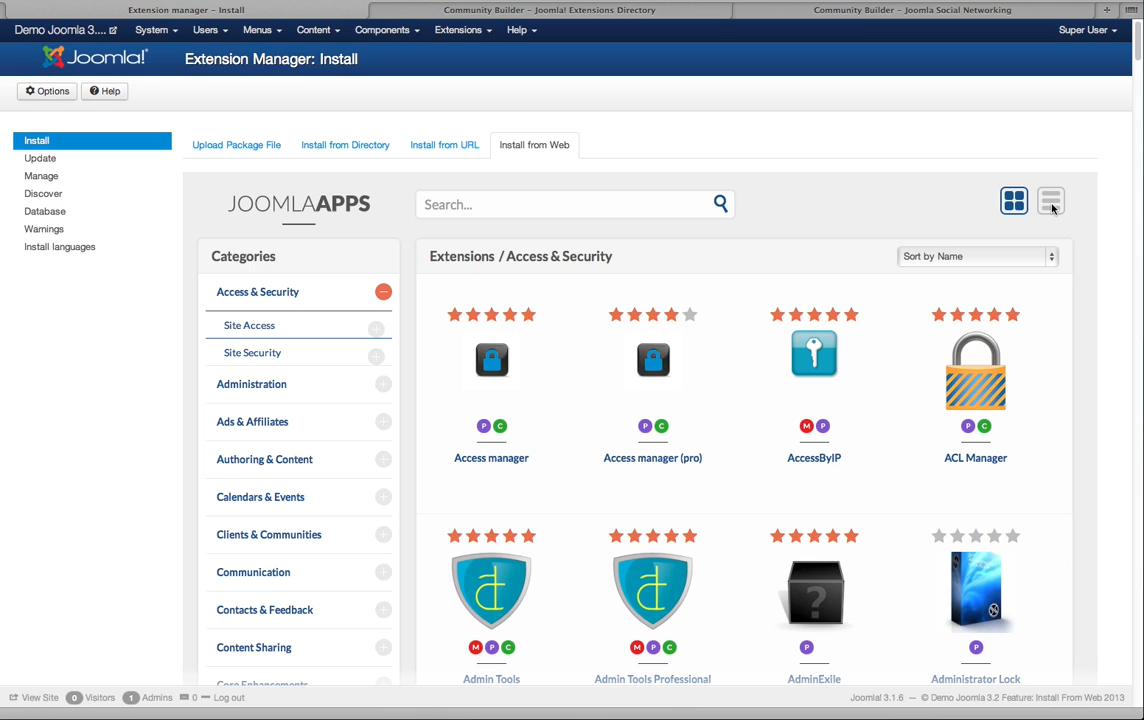 Extension manager – Install
Community Builder – Joomla! Extensions Directory
Community Builder – Joomla Social Networking
Demo Joomla 3.... System Users Menus Content Components Extensions Help Super User
Joomla! Extension Manager: Install
Options Help
Install
Update
Manage
Discover
Database
Warnings
Install languages
Upload Package File Install from Directory Install from URL Install from Web
JOOMLAAPPS
Search...
Categories
Access & Security
Site Access
Site Security
Administration
Ads & Affiliates
Authoring & Content
Calendars & Events
Clients & Communities
Communication
Contacts & Feedback
Content Sharing
Core Enhancements
Extensions / Access & Security
Sort by Name
P C P C M P P C
Access manager Access manager (pro) AccessByIP ACL Manager
M P C M P C P P
Admin Tools Admin Tools Professional AdminExile Administrator Lock
View Site 0 Visitors 1 Admins 0 Log out
Joomla! 3.1.6 — © Demo Joomla 3.2 Feature: Install From Web 2013